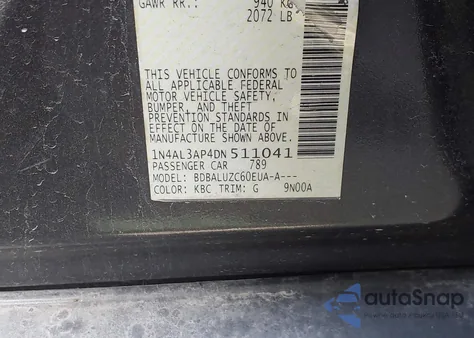 GAWR RR.: 940 KG
2072 LB
THIS VEHICLE CONFORMS TO
ALL APPLICABLE FEDERAL
MOTOR VEHICLE SAFETY,
BUMPER, AND THEFT
PREVENTION STANDARDS IN
EFFECT ON THE DATE OF
MANUFACTURE SHOWN ABOVE.
1N4AL3AP4DN 511041
PASSENGER CAR 789
MODEL: BDBALUZC60EUA-A---
COLOR: KBC TRIM: G 9N00A
autoSnap